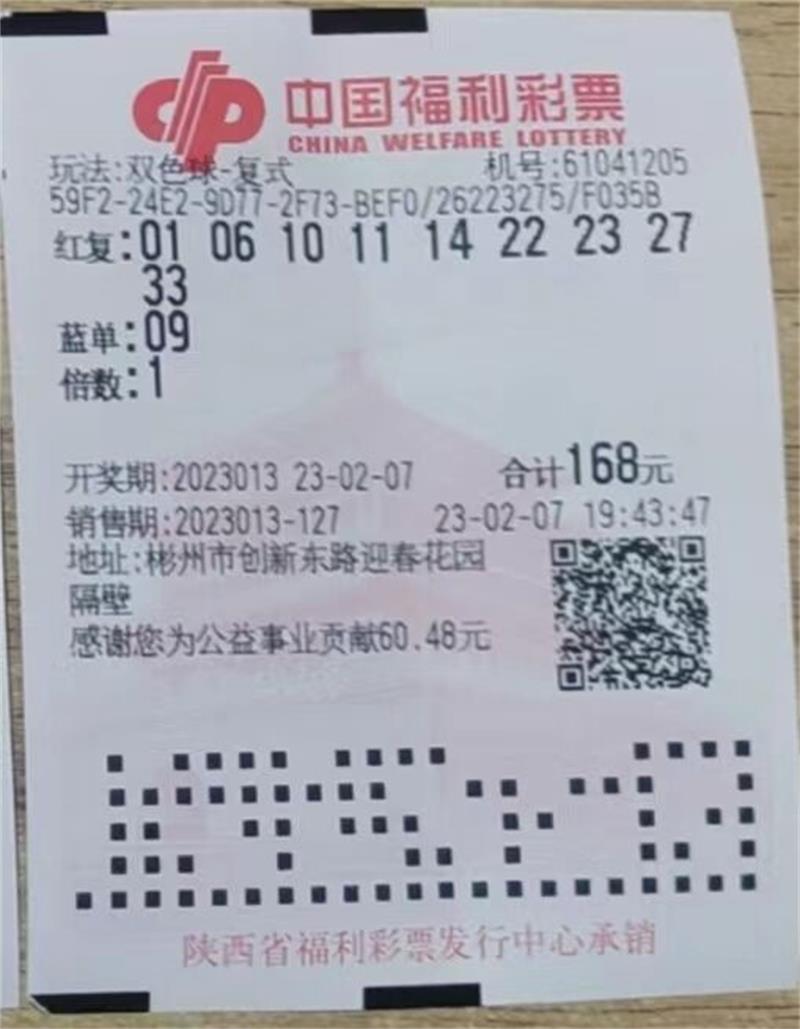 中国福利彩票
CHINA WELFARE LOTTERY
玩法:双色球-复式 机号:61041205
59F2-24E2-9D77-2F73-BEF0/26223275/F035B
红复:01 06 10 11 14 22 23 27
33
蓝单:09
倍数:1
开奖期:2023013 23-02-07 合计168元
销售期:2023013-127 23-02-07 19:43:47
地址:彬州市创新东路迎春花园
隔壁
感谢您为公益事业贡献60.48元
陕西省福利彩票发行中心承销